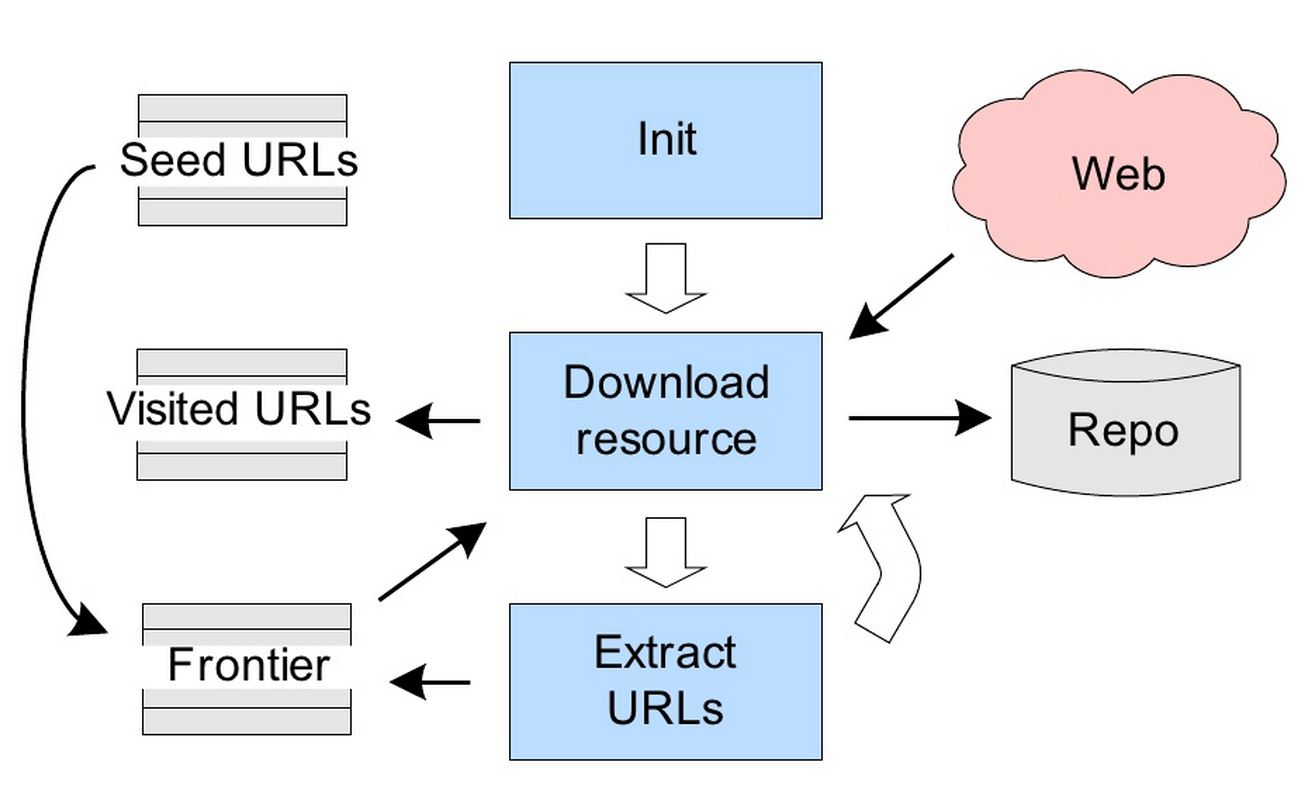 Seed URLs
Init
Web
Visited URLs
Download
resource
Repo
Frontier
Extract
URLs